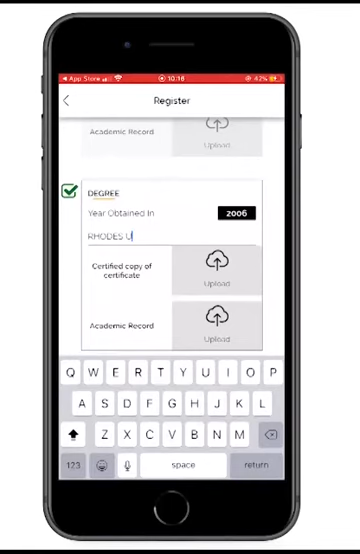 App Store 10:16 42%
Register
Academic Record
Upload
DEGREE
Year Obtained In 2006
RHODES U
Certified copy of
certificate
Upload
Academic Record
Upload
Q W E R T Y U I O P
A S D F G H J K L
Z X C V B N M
123 space return